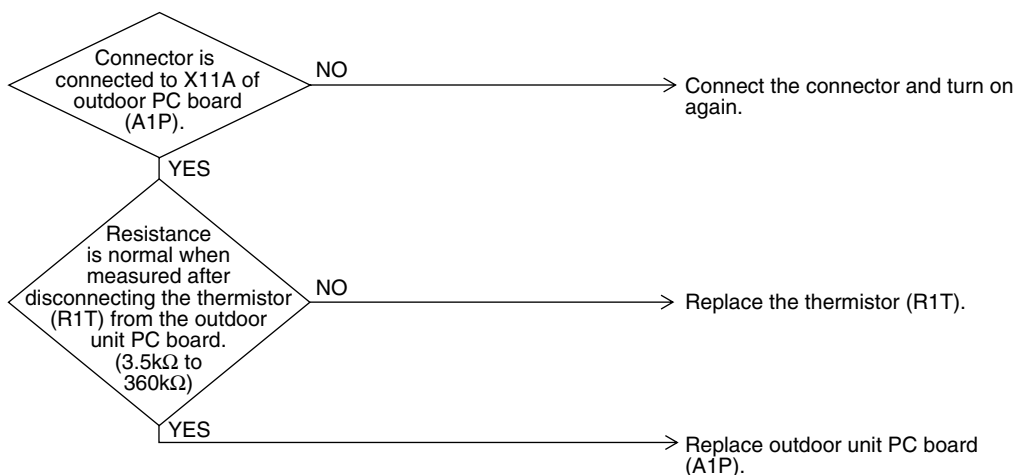 Connector is
connected to X11A of
outdoor PC board
(A1P).
NO
Connect the connector and turn on
again.
YES
Resistance
is normal when
measured after
disconnecting the thermistor
(R1T) from the outdoor
unit PC board.
(3.5kΩ to
360kΩ)
NO
Replace the thermistor (R1T).
YES
Replace outdoor unit PC board
(A1P).